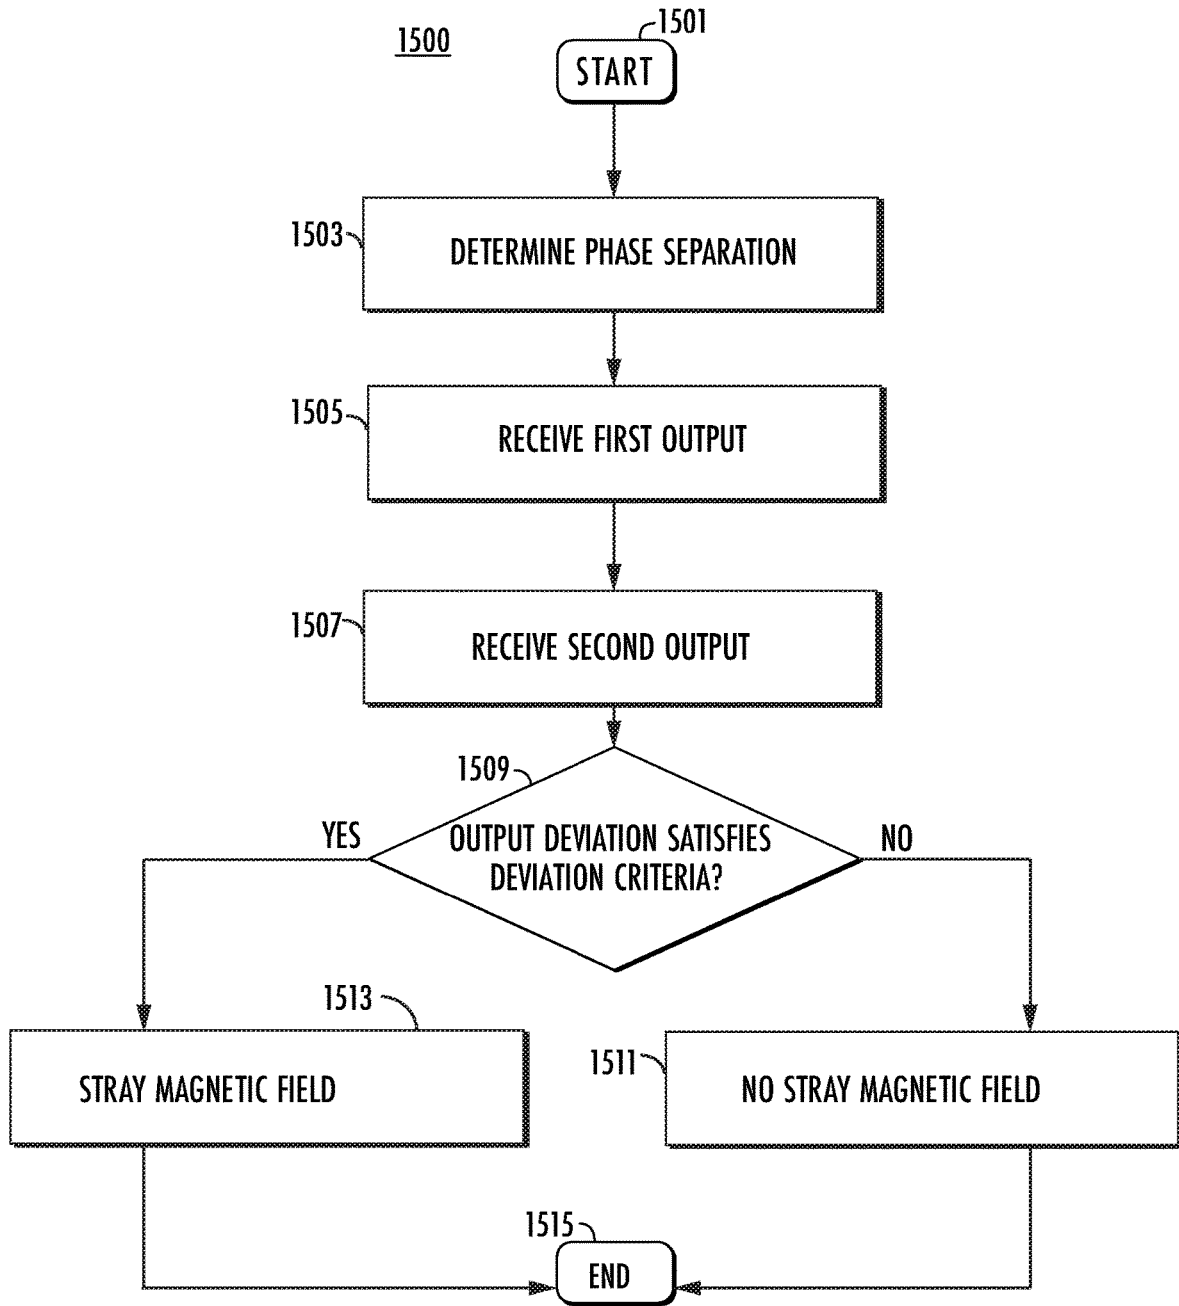 1500
1501
START
1503
DETERMINE PHASE SEPARATION
1505
RECEIVE FIRST OUTPUT
1507
RECEIVE SECOND OUTPUT
1509
YES
OUTPUT DEVIATION SATISFIES
DEVIATION CRITERIA?
NO
1513
STRAY MAGNETIC FIELD
1511
NO STRAY MAGNETIC FIELD
1515
END